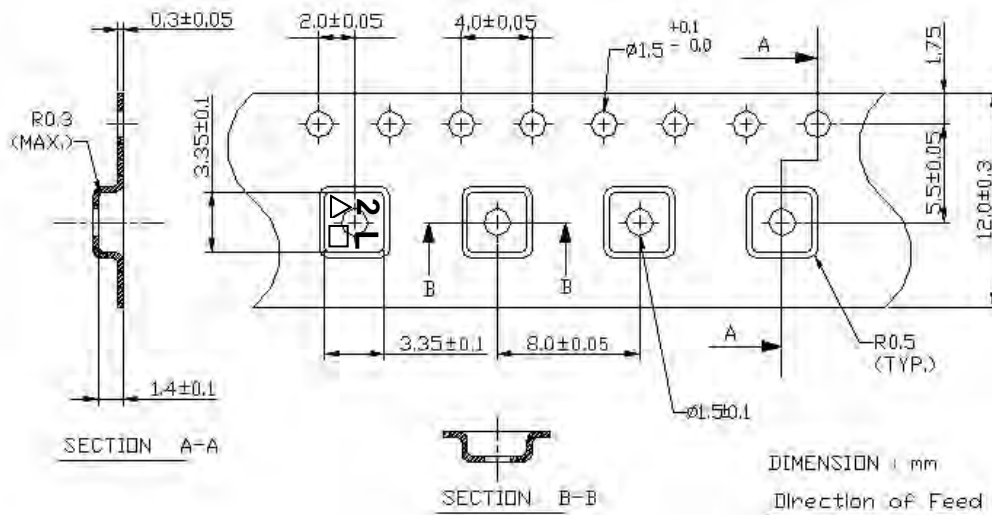 0.3±0.05
2.0±0.05
4.0±0.05
Ø1.5 +0.1 - 0.0
A
1.75
R0.3
(MAX.)
3.35±0.1
5.5±0.05
12.0±0.3
2
L
B
B
3.35±0.1
8.0±0.05
A
R0.5
(TYP.)
1.4±0.1
Ø1.5±0.1
SECTION A-A
SECTION B-B
DIMENSION : mm
Direction of Feed